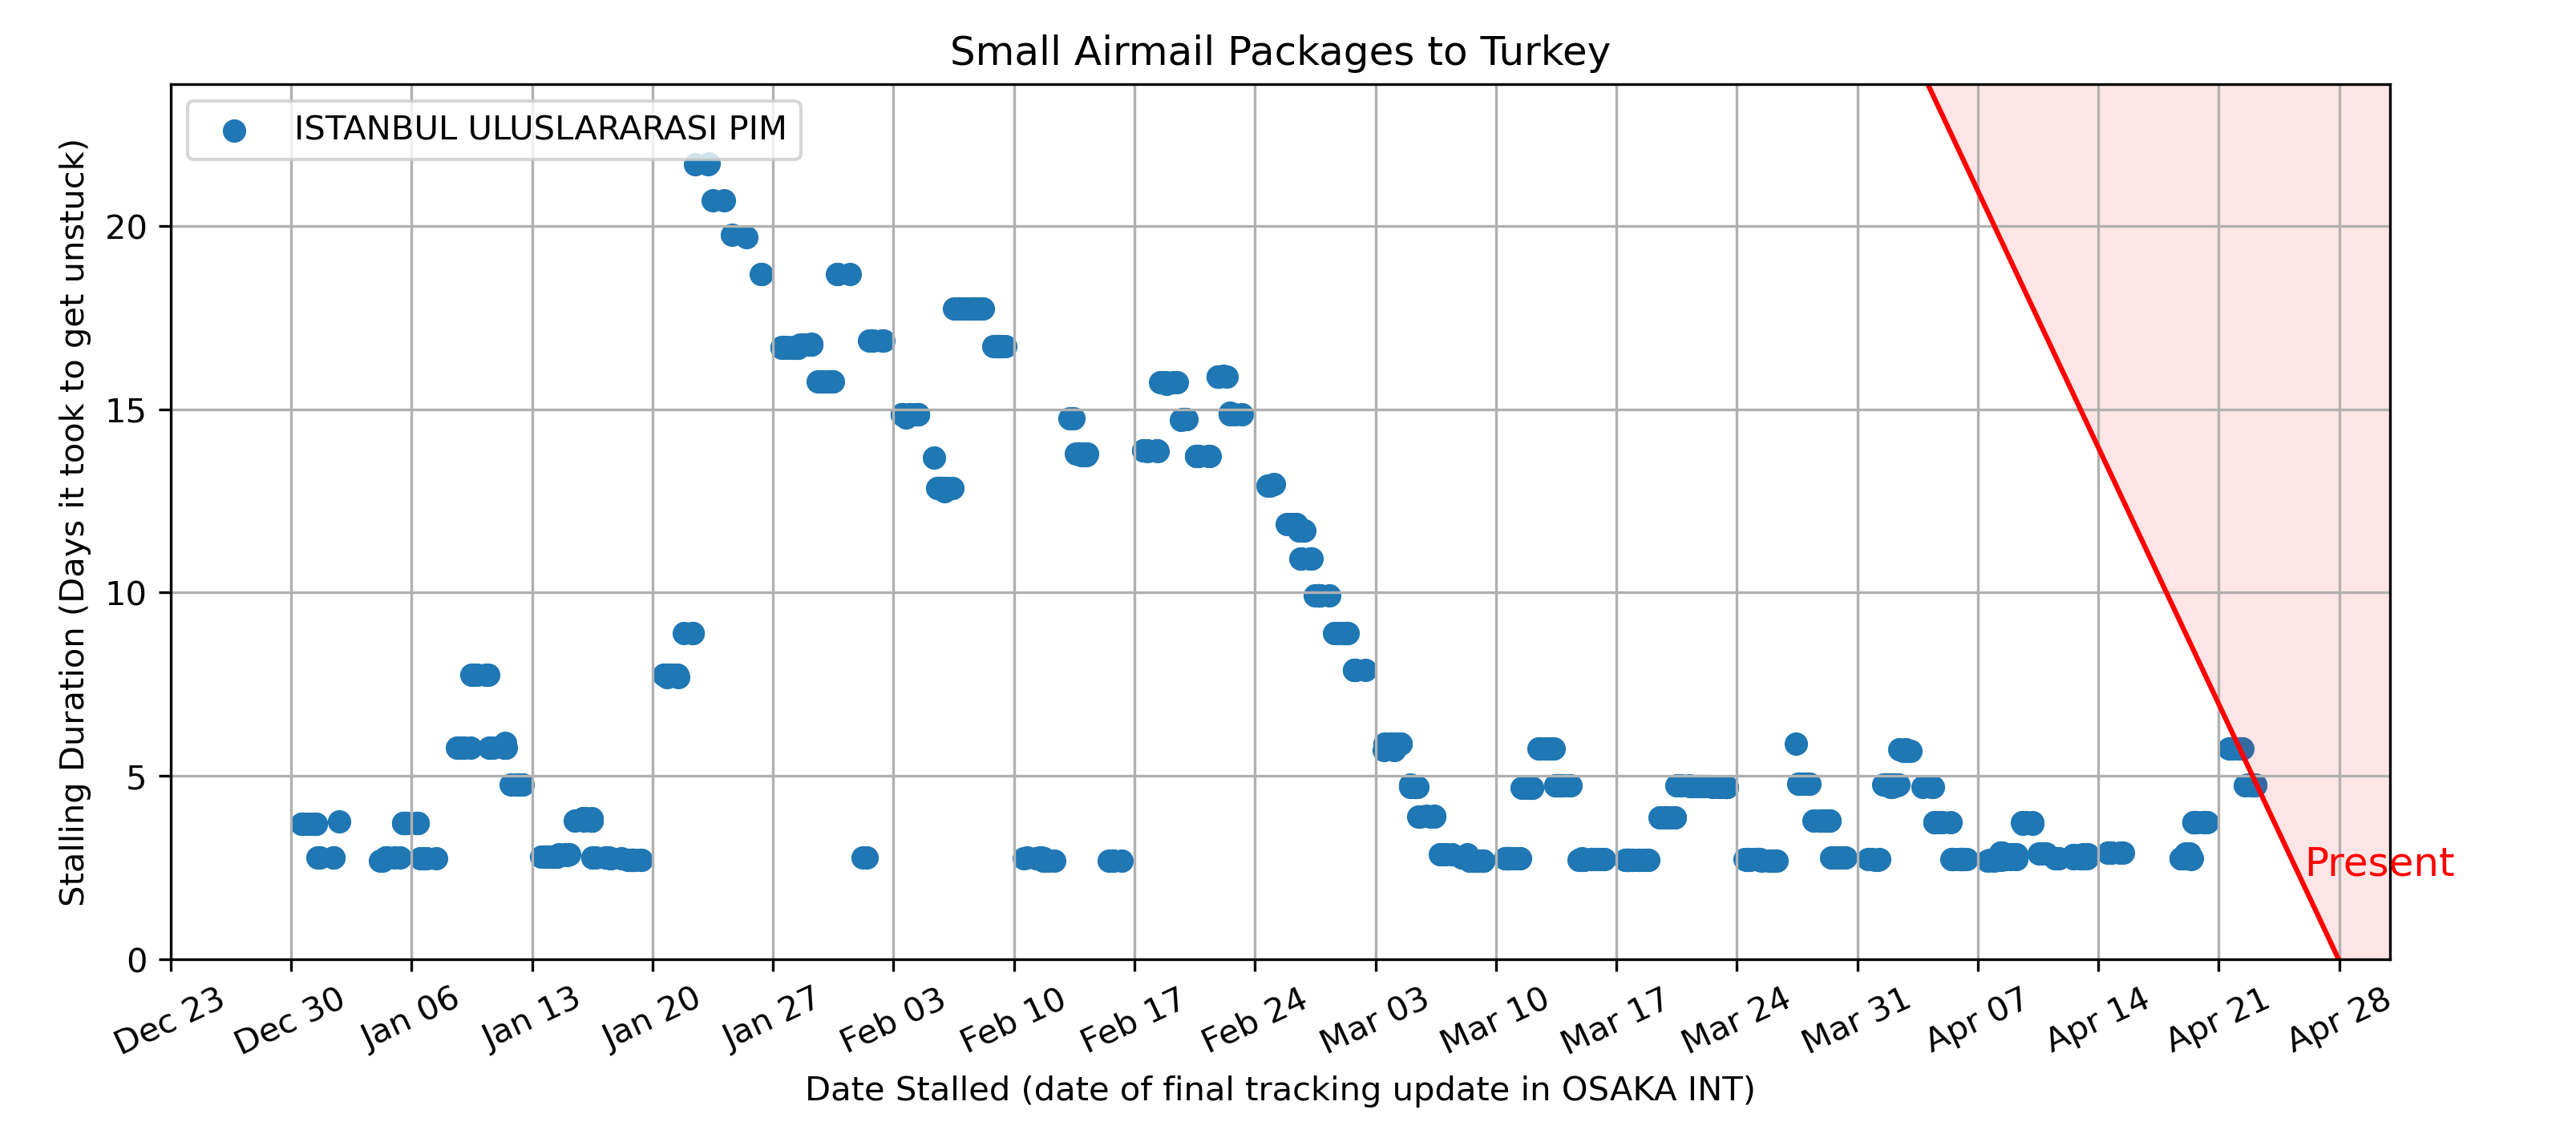 Small Airmail Packages to Turkey
ISTANBUL ULUSLARARASI PIM
Stalling Duration (Days it took to get unstuck)
20
15
10
5
0
Present
Dec 23
Dec 30
Jan 06
Jan 13
Jan 20
Jan 27
Feb 03
Feb 10
Feb 17
Feb 24
Mar 03
Mar 10
Mar 17
Mar 24
Mar 31
Apr 07
Apr 14
Apr 21
Apr 28
Date Stalled (date of final tracking update in OSAKA INT)